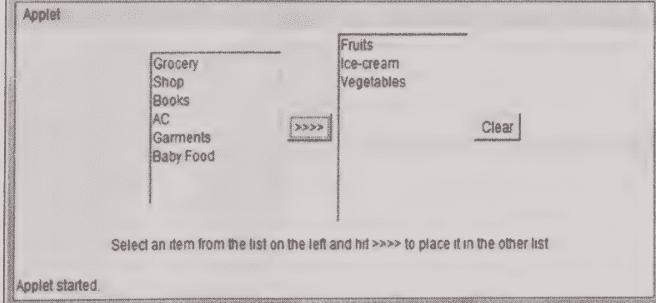 Applet
Grocery
Shop
Books
AC
Garments
Baby Food
>>>>
Fruits
Ice-cream
Vegetables
Clear
Select an item from the list on the left and hit >>>> to place it in the other list
Applet started.